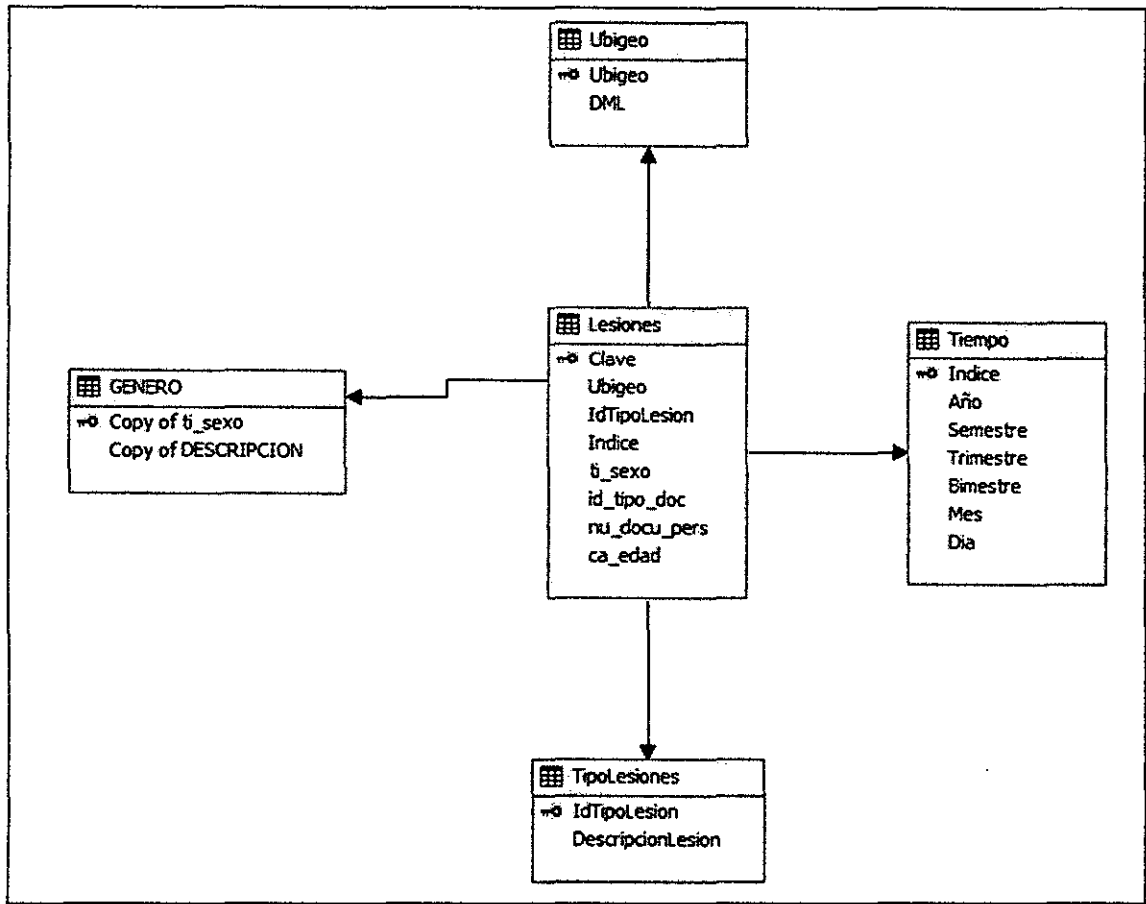 Ubigeo
Ubigeo
DML
Lesiones
Clave
Ubigeo
IdTipoLesion
Indice
ti_sexo
id_tipo_doc
nu_docu_pers
ca_edad
GENERO
Copy of ti_sexo
Copy of DESCRIPCION
Tiempo
Indice
Año
Semestre
Trimestre
Bimestre
Mes
Dia
TipoLesiones
IdTipoLesion
DescripcionLesion